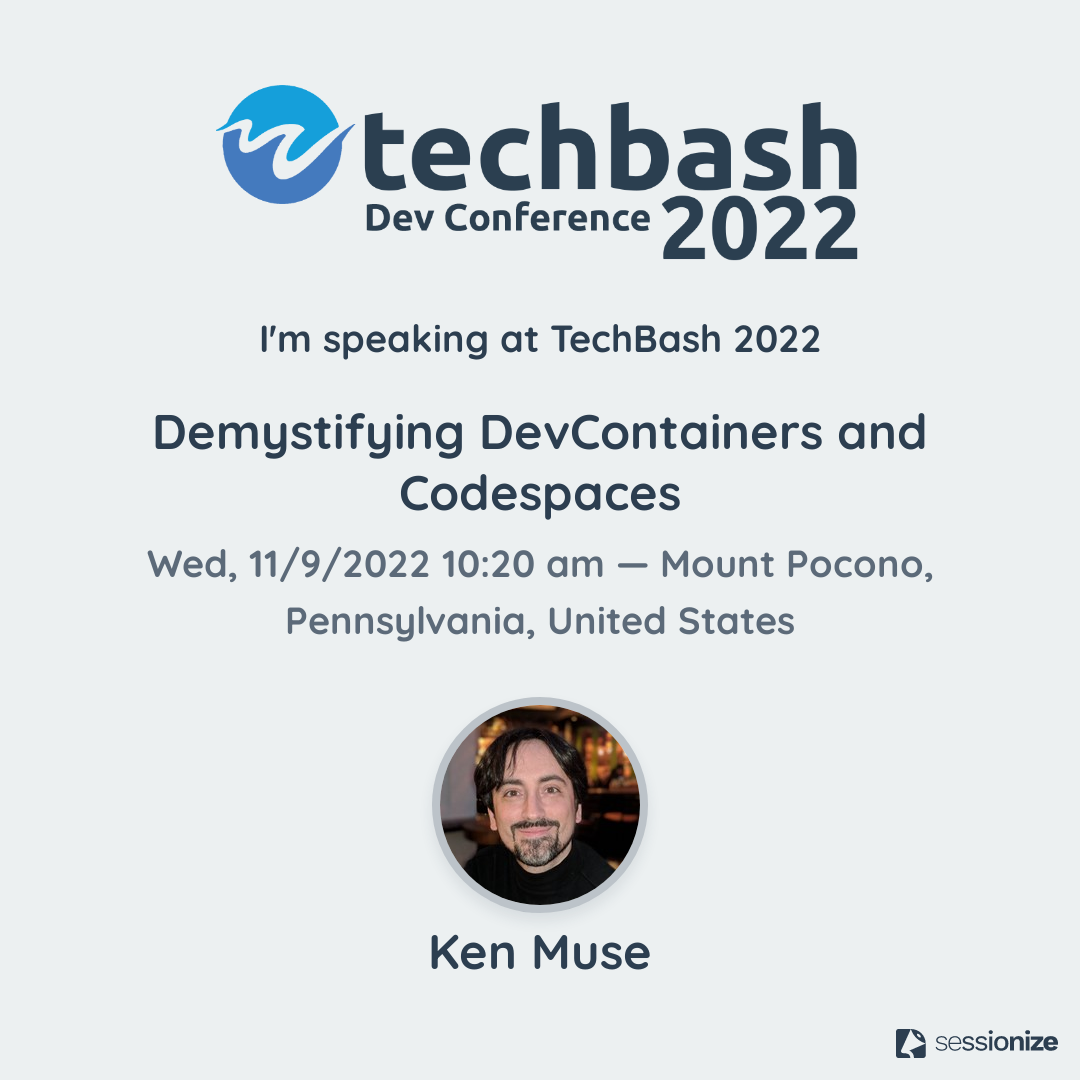 techbash
Dev Conference 2022
I'm speaking at TechBash 2022
Demystifying DevContainers and
Codespaces
Wed, 11/9/2022 10:20 am — Mount Pocono,
Pennsylvania, United States
Ken Muse
sessionize